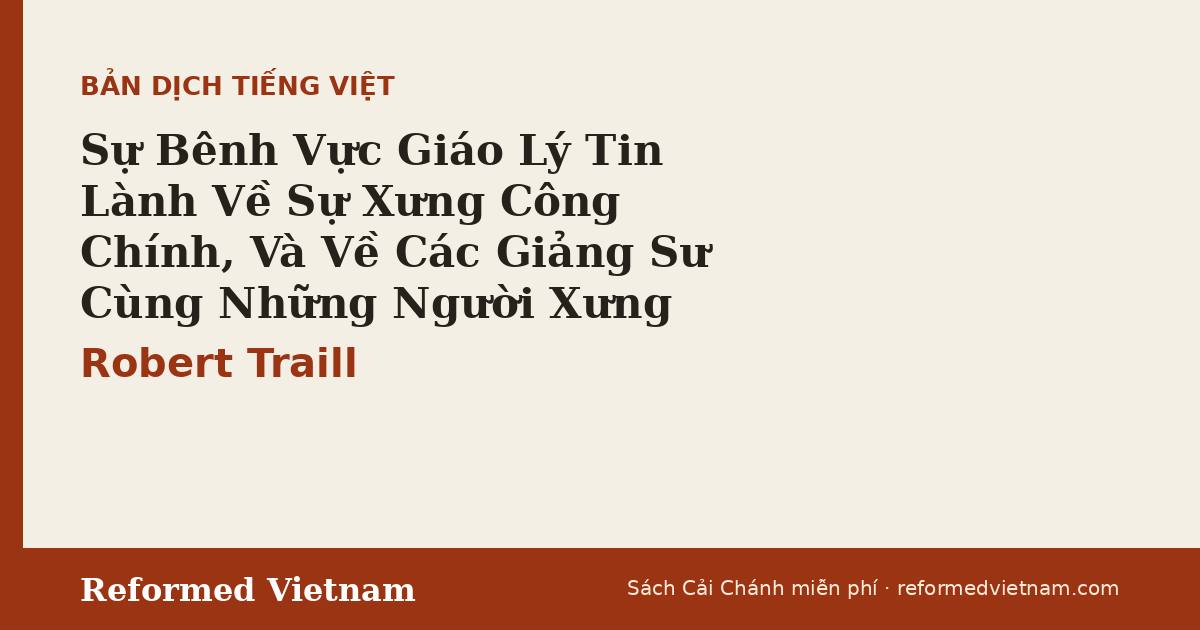 BẢN DỊCH TIẾNG VIỆT
Sự Bênh Vực Giáo Lý Tin
Lành Về Sự Xưng Công
Chính, Và Về Các Giảng Sư
Cùng Những Người Xưng
Robert Traill
Reformed Vietnam
Sách Cải Chánh miễn phí · reformedvietnam.com